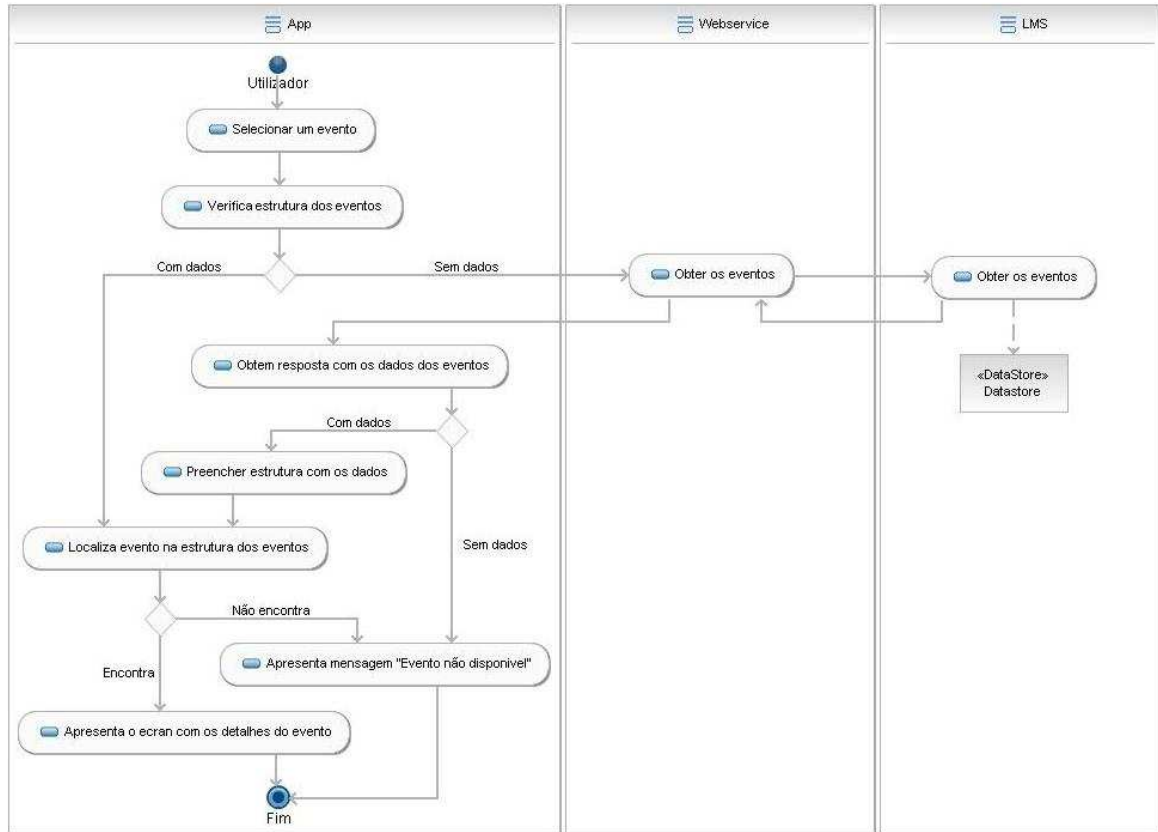 App
Webservice
LMS
Utilizador
Selecionar um evento
Verifica estrutura dos eventos
Com dados
Sem dados
Obter os eventos
Obter os eventos
Obtem resposta com os dados dos eventos
«DataStore»
Datastore
Com dados
Preencher estrutura com os dados
Sem dados
Localiza evento na estrutura dos eventos
Não encontra
Apresenta mensagem "Evento não disponivel"
Encontra
Apresenta o ecran com os detalhes do evento
Fim